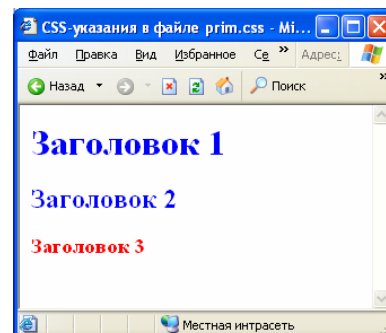 CSS-указания в файле prim.css - Mi...
Файл Правка Вид Избранное Се » Адрес:
Назад Поиск »
Заголовок 1
Заголовок 2
Заголовок 3
Местная интрасеть